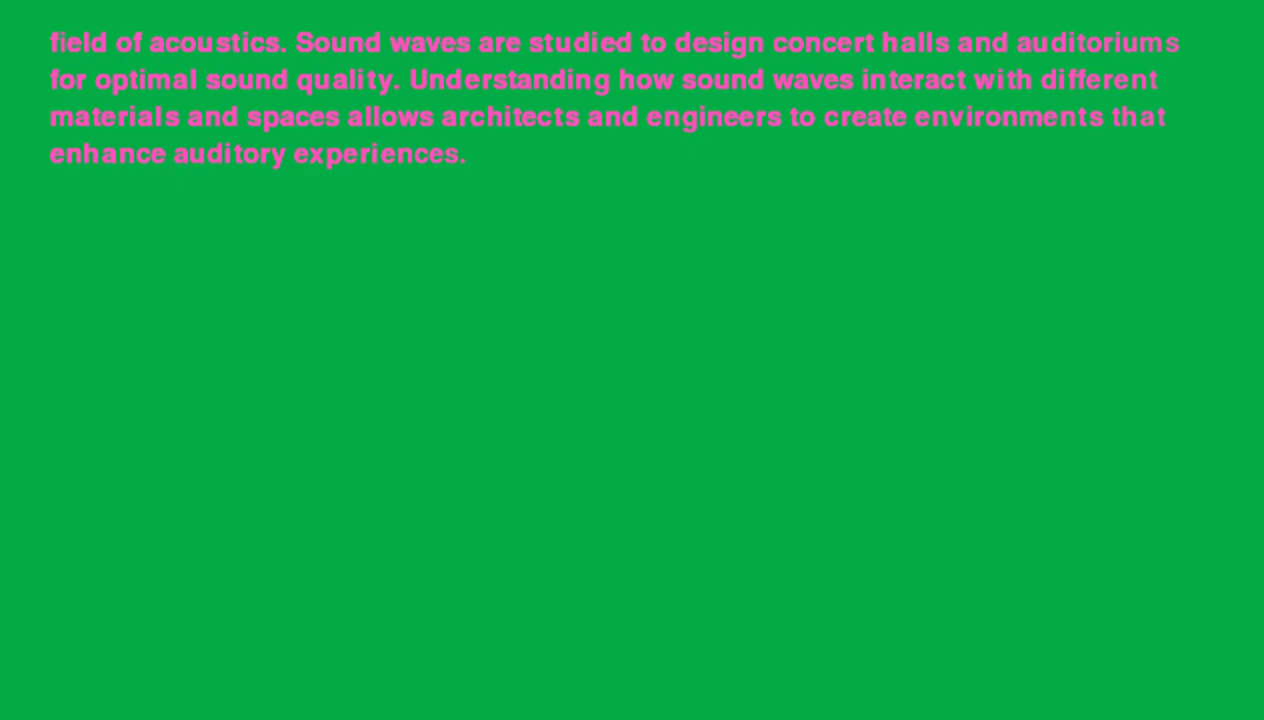 field of acoustics. Sound waves are studied to design concert halls and auditoriums
for optimal sound quality. Understanding how sound waves interact with different
materials and spaces allows architects and engineers to create environments that
enhance auditory experiences.